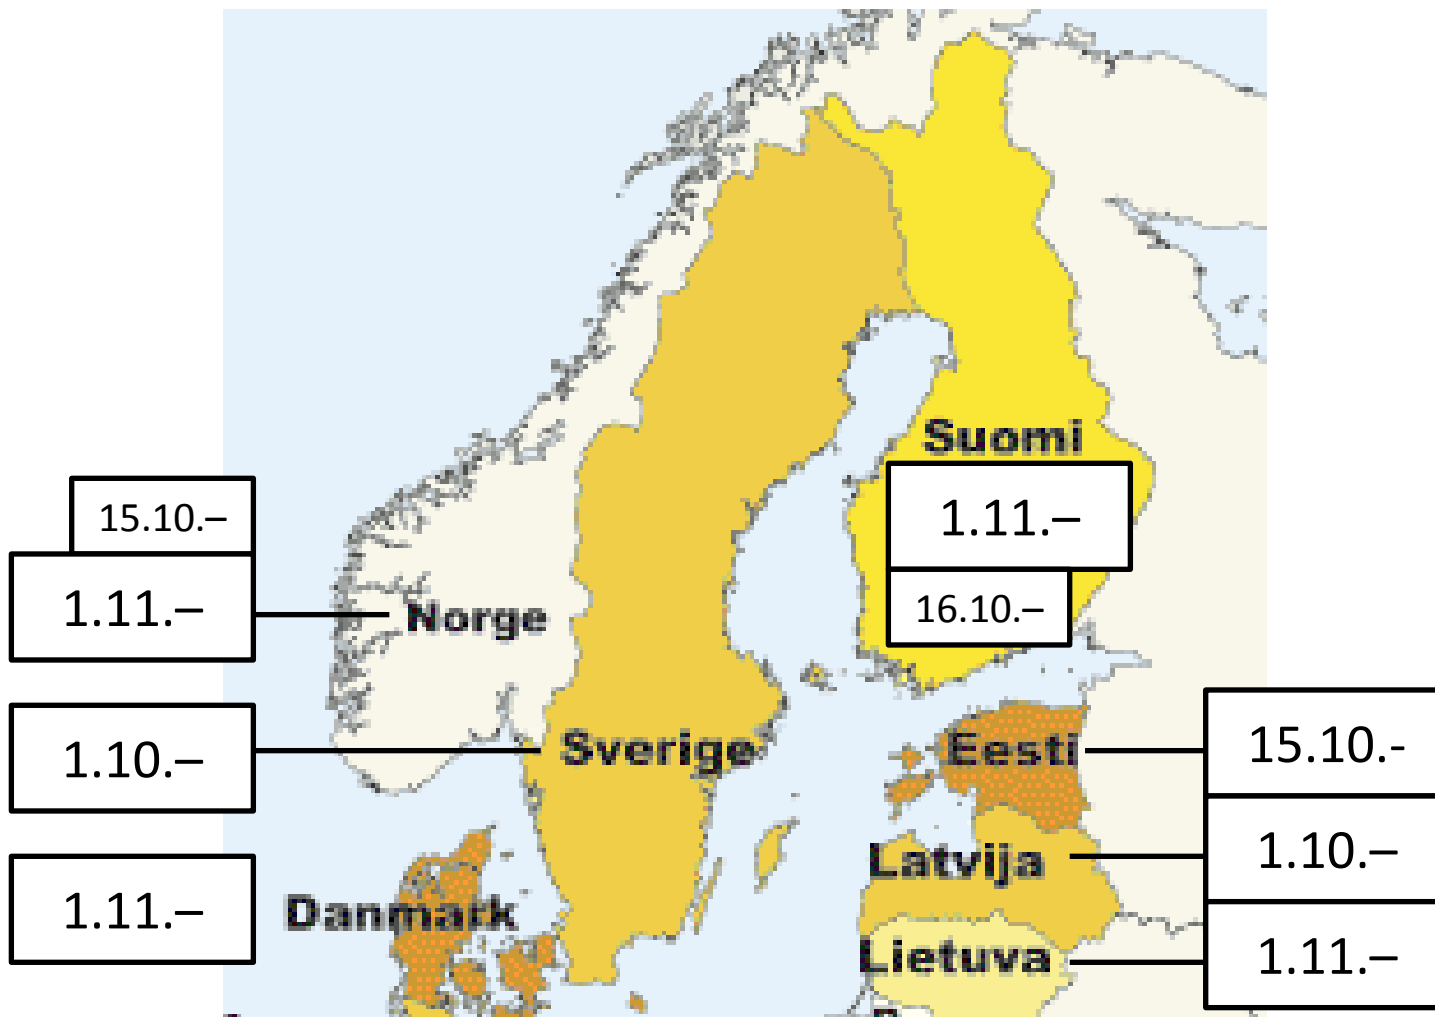 Suomi
1.11.–
16.10.–
15.10.–
1.11.–
Norge
1.10.–
Sverige
Eesti
15.10.-
Latvija
1.10.–
1.11.–
Danmark
Lietuva
1.11.–